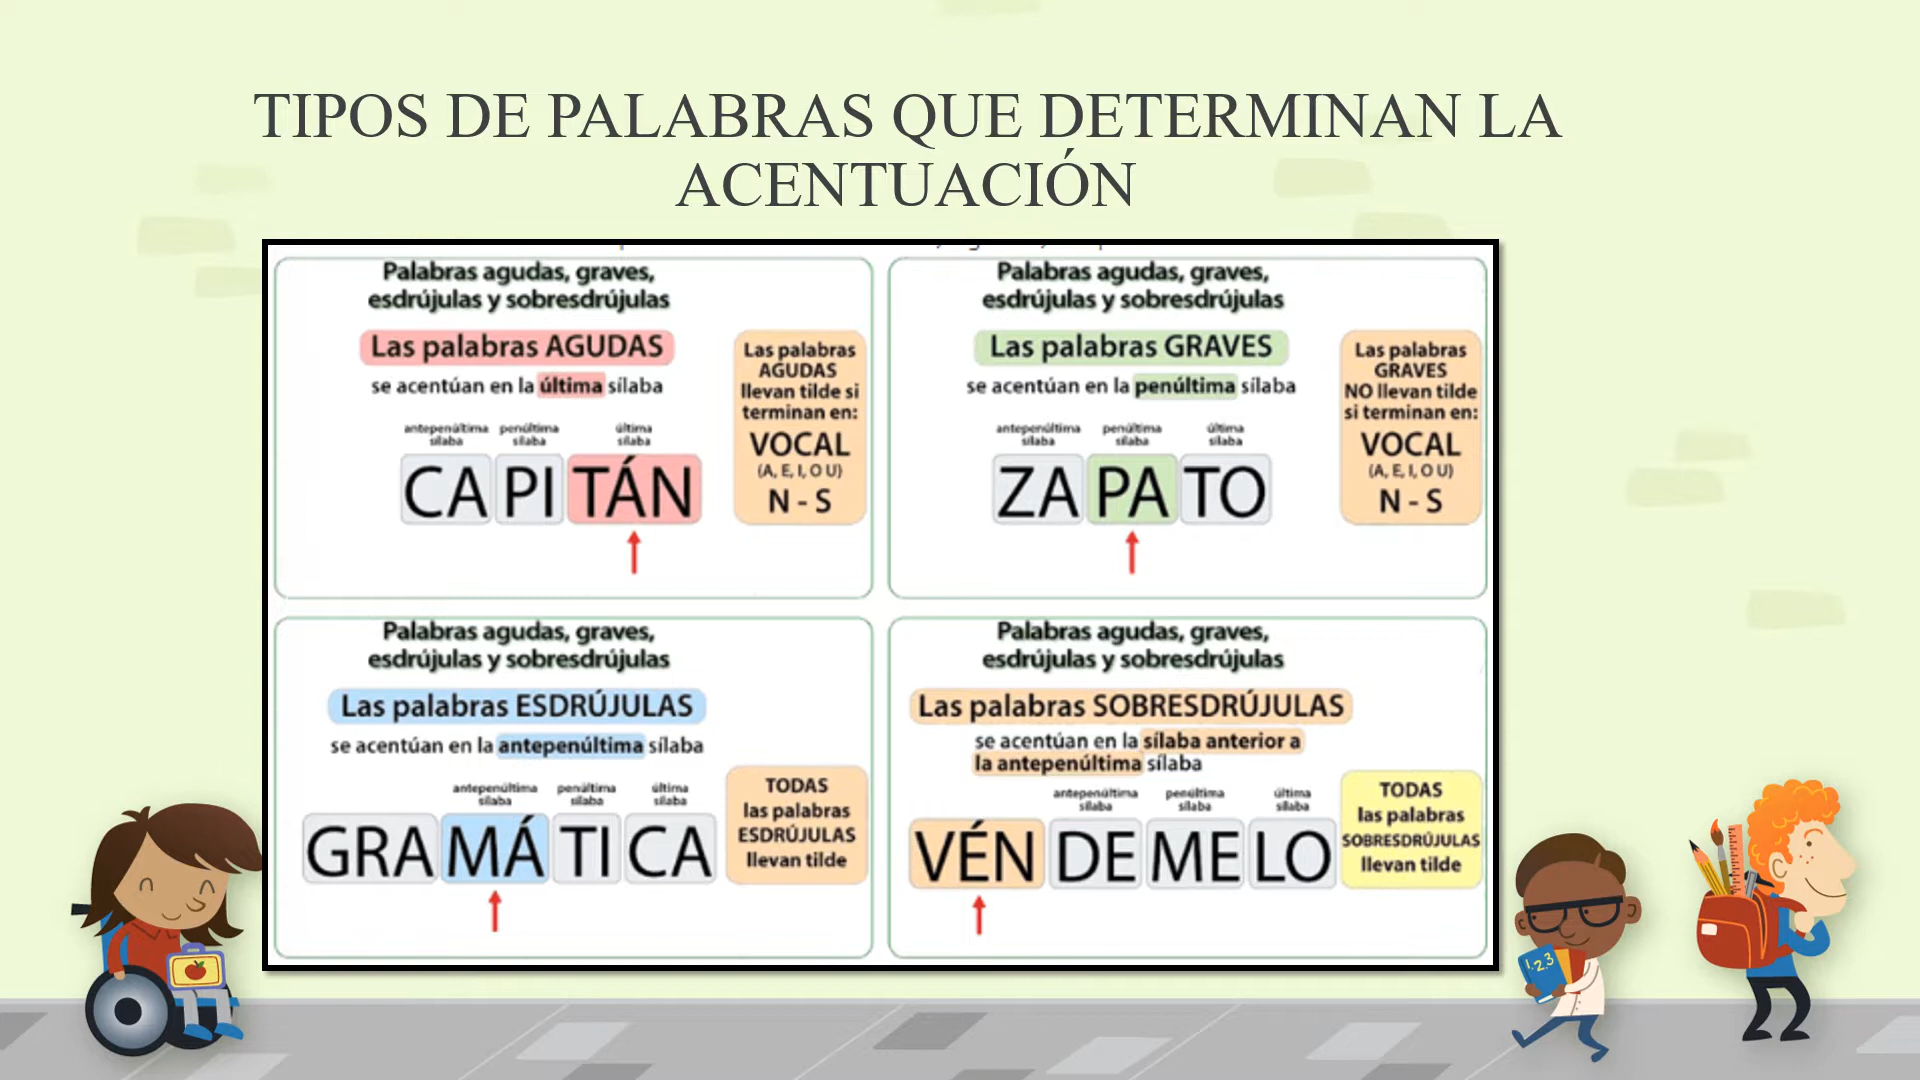 TIPOS DE PALABRAS QUE DETERMINAN LA
ACENTUACIÓN
Palabras agudas, graves,
esdrújulas y sobresdrújulas
Las palabras AGUDAS
se acentúan en la última sílaba
antepenúltima penúltima última
sílaba sílaba sílaba
CA PI TÁN
Las palabras
AGUDAS
llevan tilde si
terminan en:
VOCAL
(A, E, I, O U)
N - S
Palabras agudas, graves,
esdrújulas y sobresdrújulas
Las palabras GRAVES
se acentúan en la penúltima sílaba
antepenúltima penúltima última
sílaba sílaba sílaba
ZA PA TO
Las palabras
GRAVES
NO llevan tilde
si terminan en:
VOCAL
(A, E, I, O U)
N - S
Palabras agudas, graves,
esdrújulas y sobresdrújulas
Las palabras ESDRÚJULAS
se acentúan en la antepenúltima sílaba
antepenúltima penúltima última
sílaba sílaba sílaba
GRA MÁ TI CA
TODAS
las palabras
ESDRÚJULAS
llevan tilde
Palabras agudas, graves,
esdrújulas y sobresdrújulas
Las palabras SOBRESDRÚJULAS
se acentúan en la sílaba anterior a
la antepenúltima sílaba
antepenúltima penúltima última
sílaba sílaba sílaba
VÉN DE ME LO
TODAS
las palabras
SOBRESDRÚJULAS
llevan tilde
1,2,3